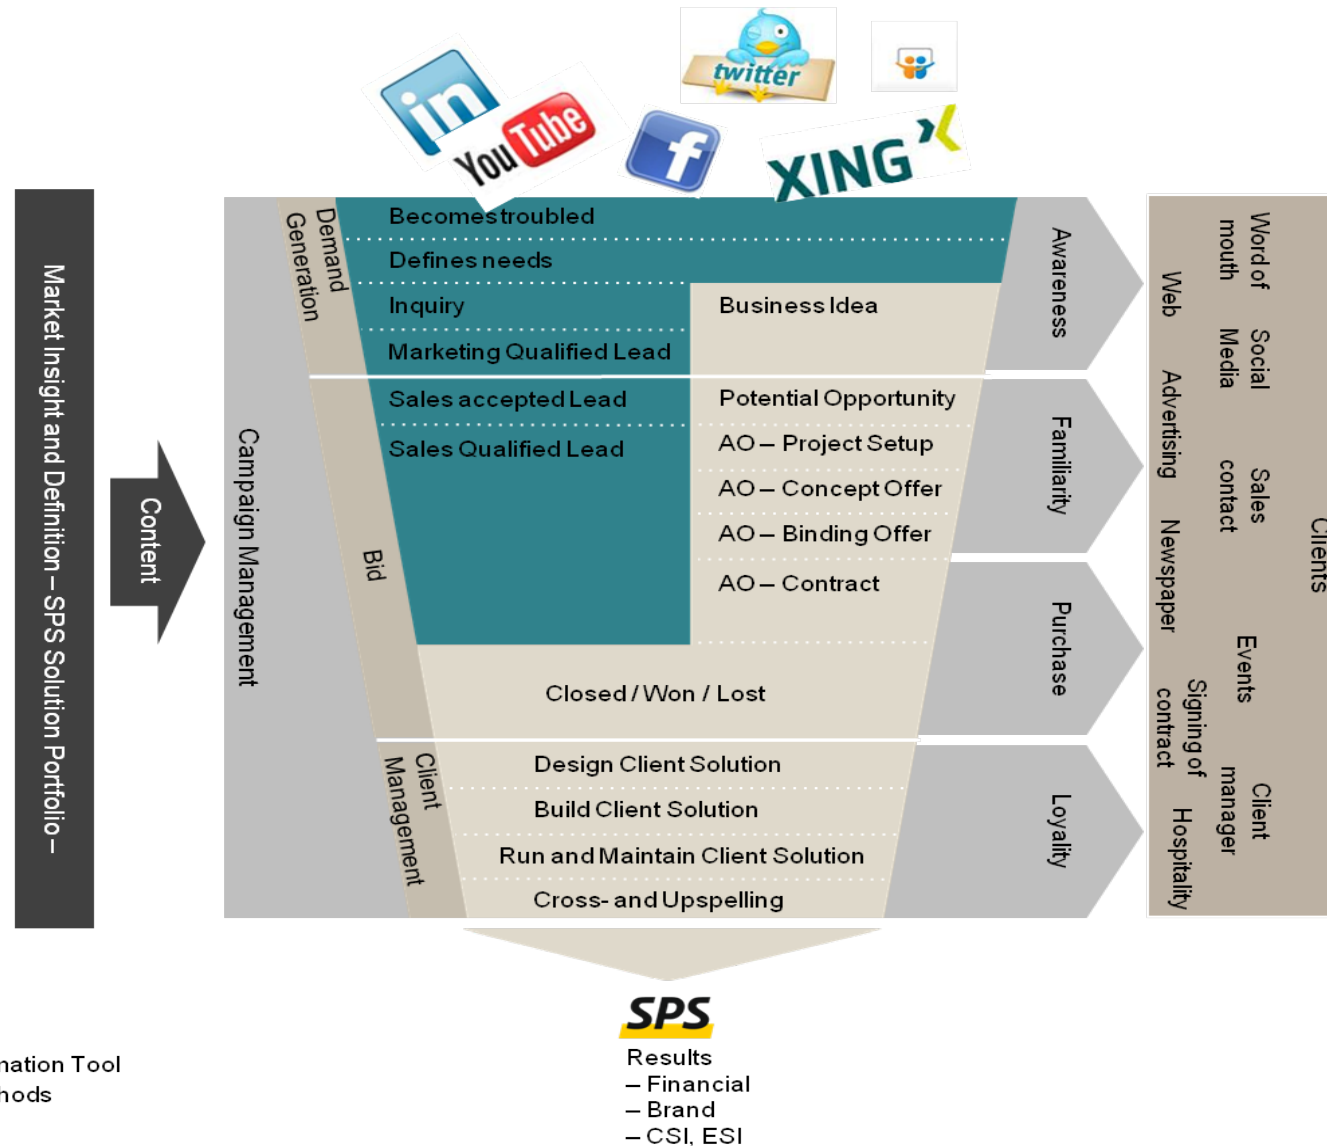 in
YouTube
f
twitter
XING
Market Insight and Definition – SPS Solution Portfolio –
Content
Campaign Management
Demand
Generation
Bid
Client
Management
Becomes troubled
Defines needs
Inquiry
Marketing Qualified Lead
Sales accepted Lead
Sales Qualified Lead
Business Idea
Potential Opportunity
AO – Project Setup
AO – Concept Offer
AO – Binding Offer
AO – Contract
Closed / Won / Lost
Design Client Solution
Build Client Solution
Run and Maintain Client Solution
Cross- and Upspelling
Awareness
Familiarity
Purchase
Loyality
Word of
mouth
Web
Social
Media
Advertising
Sales
contact
Newspaper
Events
Signing of
contract
Client
manager
Hospitality
Clients
SPS
Results
– Financial
– Brand
– CSI, ESI
Tool